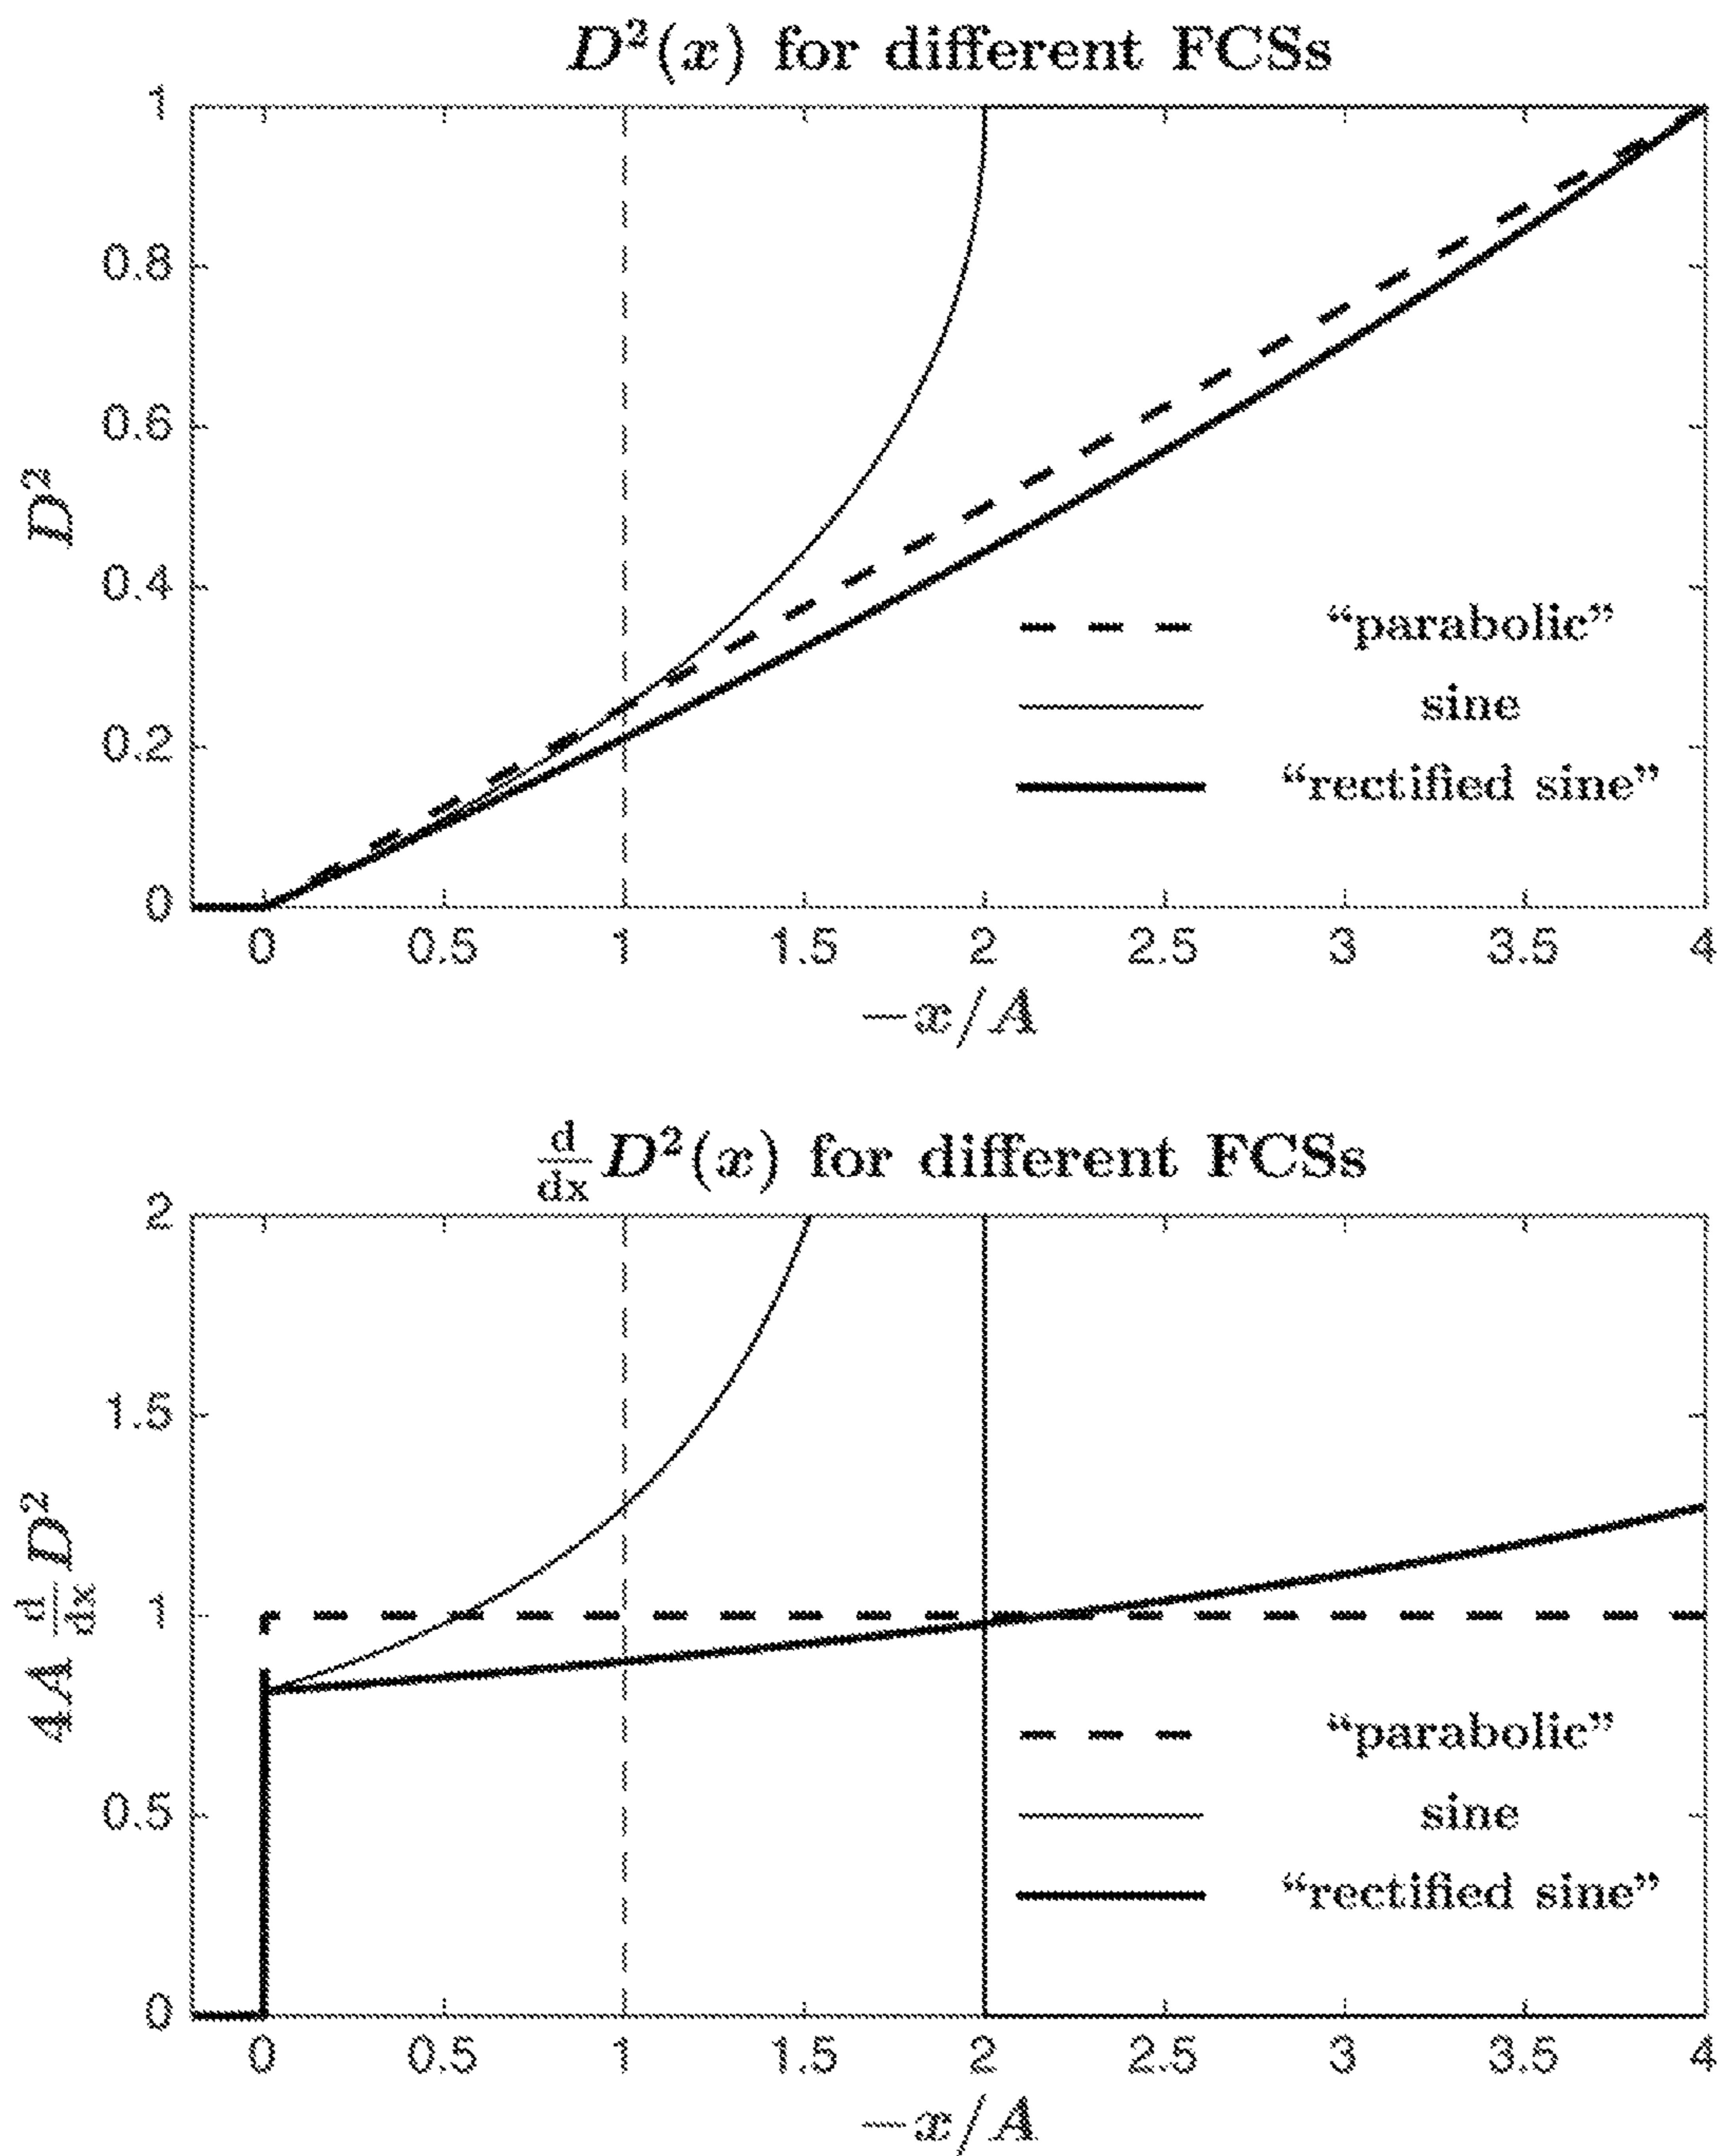 D²(x) for different FCSs
1
0.8
0.6
0.4
0.2
0
D²
"parabolic"
sine
"rectified sine"
0 0.5 1 1.5 2 2.5 3 3.5 4
−x/A
d/dx D²(x) for different FCSs
2
1.5
1
0.5
0
4A d/dx D²
“parabolic”
sine
“rectified sine”
0 0.5 1 1.5 2 2.5 3 3.5 4
−x/A